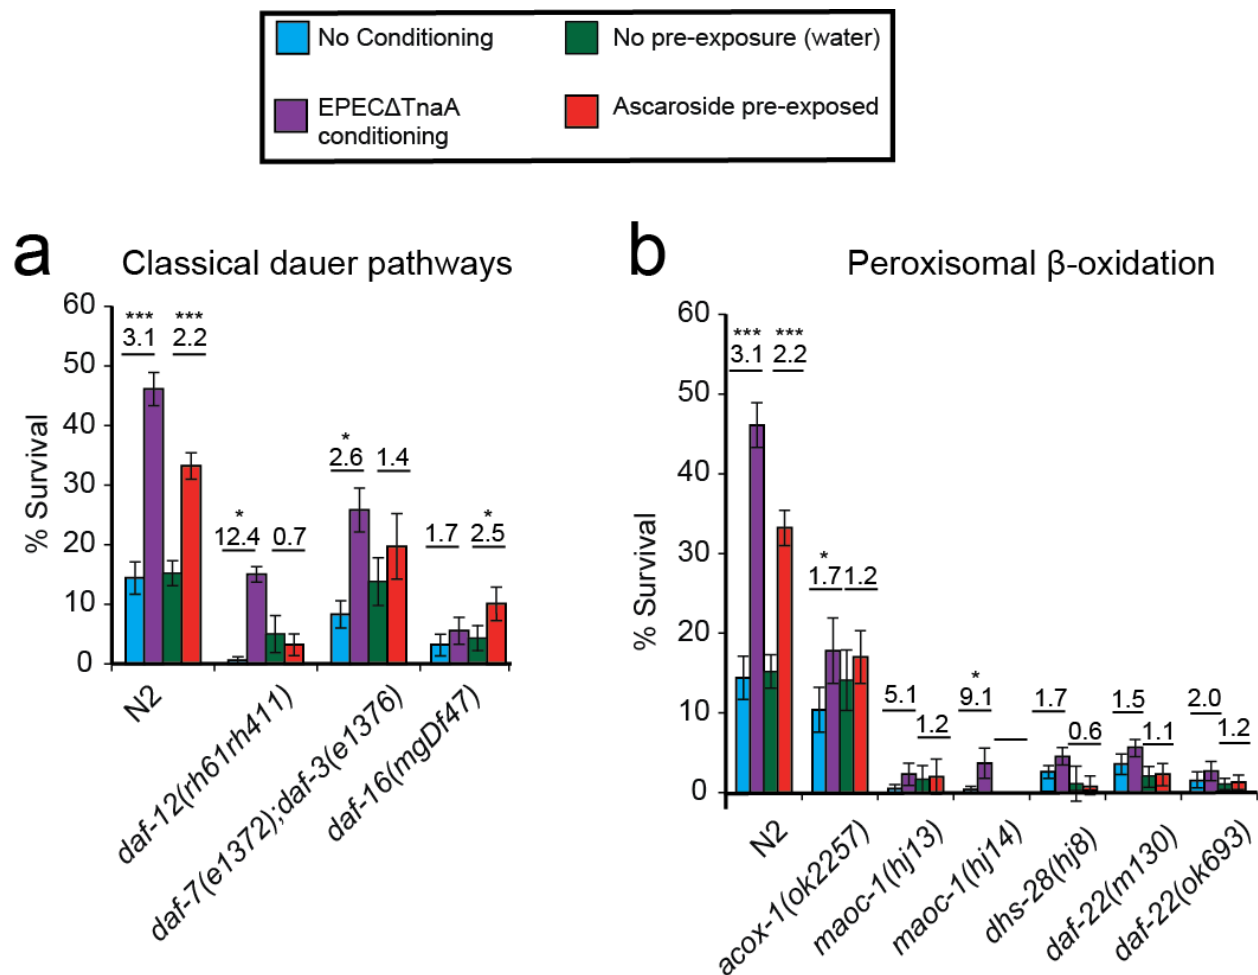 No Conditioning
No pre-exposure (water)
EPECΔTnaA
conditioning
Ascaroside pre-exposed
a
Classical dauer pathways
% Survival
60
50
40
30
20
10
0
***
3.1
***
2.2
*
12.4
0.7
*
2.6
1.4
1.7
*
2.5
N2
daf-12(rh61rh411)
daf-7(e1372);daf-3(e1376)
daf-16(mgDf47)
b
Peroxisomal β-oxidation
% Survival
60
50
40
30
20
10
0
***
3.1
***
2.2
*
1.7
1.2
5.1
1.2
*
9.1
1.7
0.6
1.5
1.1
2.0
1.2
N2
acox-1(ok2257)
maoc-1(hj13)
maoc-1(hj14)
dhs-28(hj8)
daf-22(m130)
daf-22(ok693)